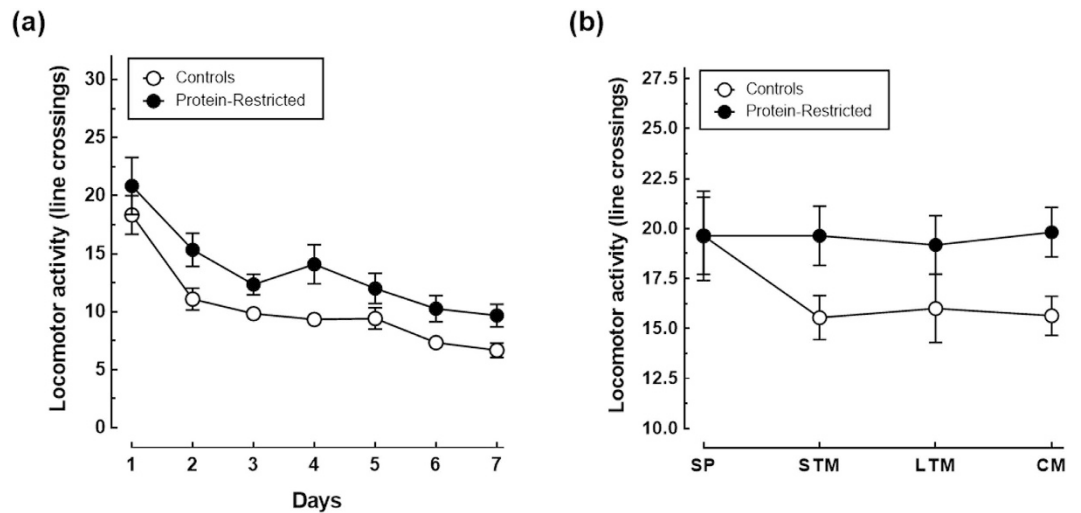 (a)
Locomotor activity (line crossings)
30
25
20
15
10
5
0
Controls
Protein-Restricted
1 2 3 4 5 6 7
Days
(b)
Locomotor activity (line crossings)
27.5
25.0
22.5
20.0
17.5
15.0
12.5
10.0
Controls
Protein-Restricted
SP STM LTM CM